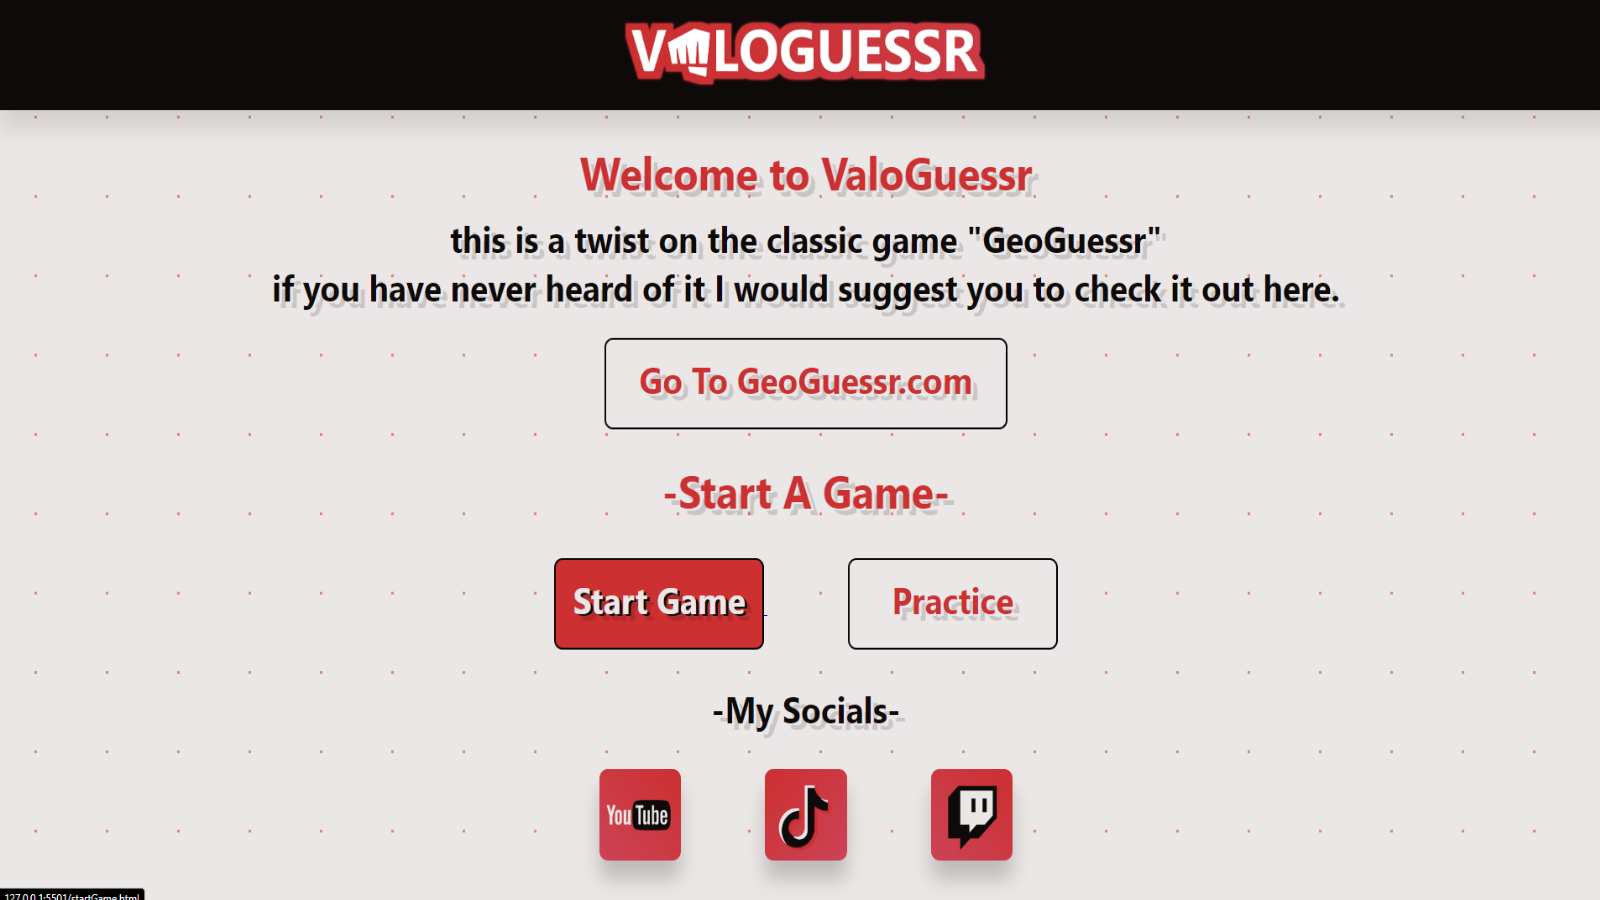 VALOGUESSR
Welcome to ValoGuessr
this is a twist on the classic game "GeoGuessr"
if you have never heard of it I would suggest you to check it out here.
Go To GeoGuessr.com
-Start A Game-
Start Game
Practice
-My Socials-
YouTube
127.0.0.1:5501/startGame.html